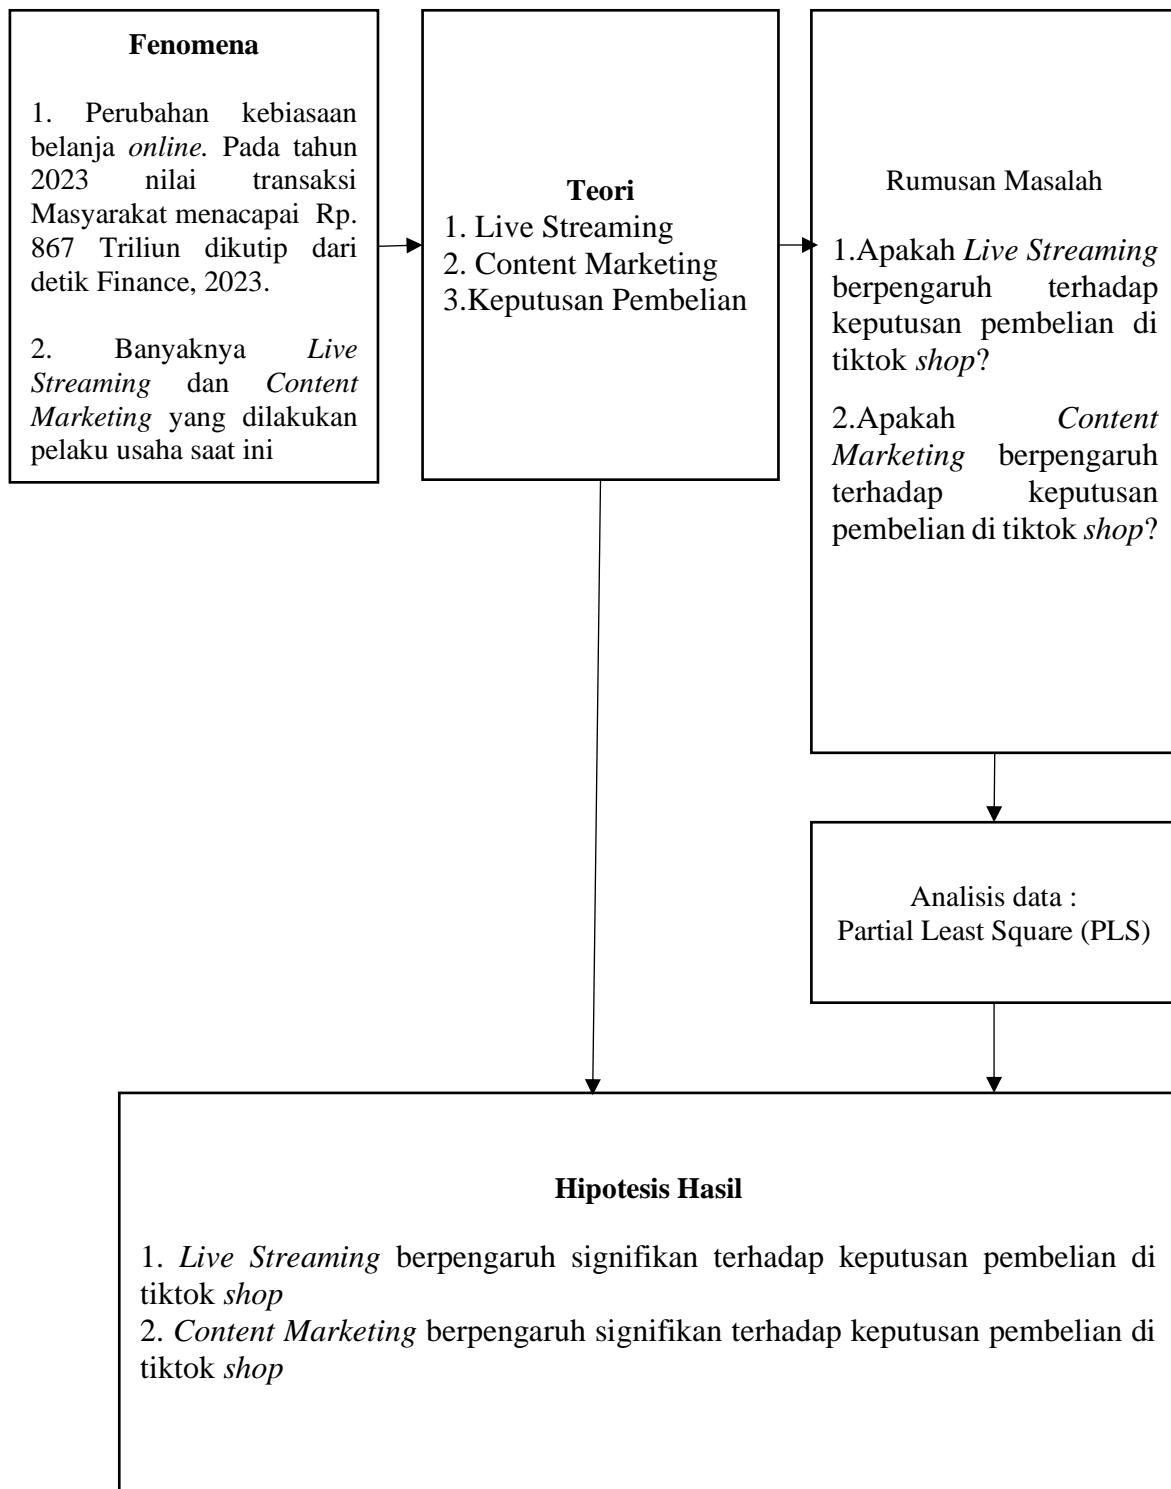 Fenomena
1. Perubahan kebiasaan
belanja online. Pada tahun
2023 nilai transaksi
Masyarakat menacapai Rp.
867 Triliun dikutip dari
detik Finance, 2023.
2. Banyaknya Live
Streaming dan Content
Marketing yang dilakukan
pelaku usaha saat ini
Teori
1. Live Streaming
2. Content Marketing
3.Keputusan Pembelian
Rumusan Masalah
1.Apakah Live Streaming
berpengaruh terhadap
keputusan pembelian di
tiktok shop?
2.Apakah Content
Marketing berpengaruh
terhadap keputusan
pembelian di tiktok shop?
Analisis data :
Partial Least Square (PLS)
Hipotesis Hasil
1. Live Streaming berpengaruh signifikan terhadap keputusan pembelian di
tiktok shop
2. Content Marketing berpengaruh signifikan terhadap keputusan pembelian di
tiktok shop